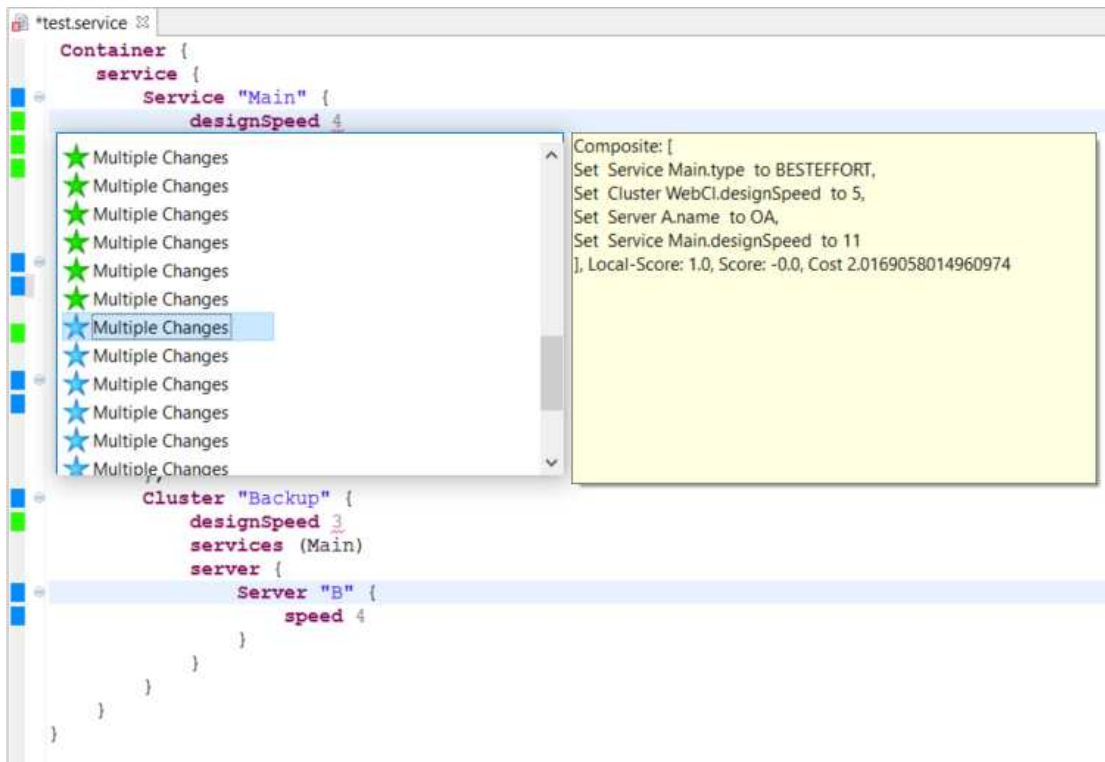 *test.service
Container {
service {
Service "Main" {
designSpeed 4
Multiple Changes
Multiple Changes
Multiple Changes
Multiple Changes
Multiple Changes
Multiple Changes
Multiple Changes
Multiple Changes
Multiple Changes
Multiple Changes
Multiple Changes
Multiple Changes
Composite: [
Set Service Main.type to BESTEFFORT,
Set Cluster WebCl.designSpeed to 5,
Set Server A.name to OA,
Set Service Main.designSpeed to 11
], Local-Score: 1.0, Score: -0.0, Cost 2.0169058014960974
},
Cluster "Backup" {
designSpeed 3
services (Main)
server {
Server "B" {
speed 4
}
}
}
}
}